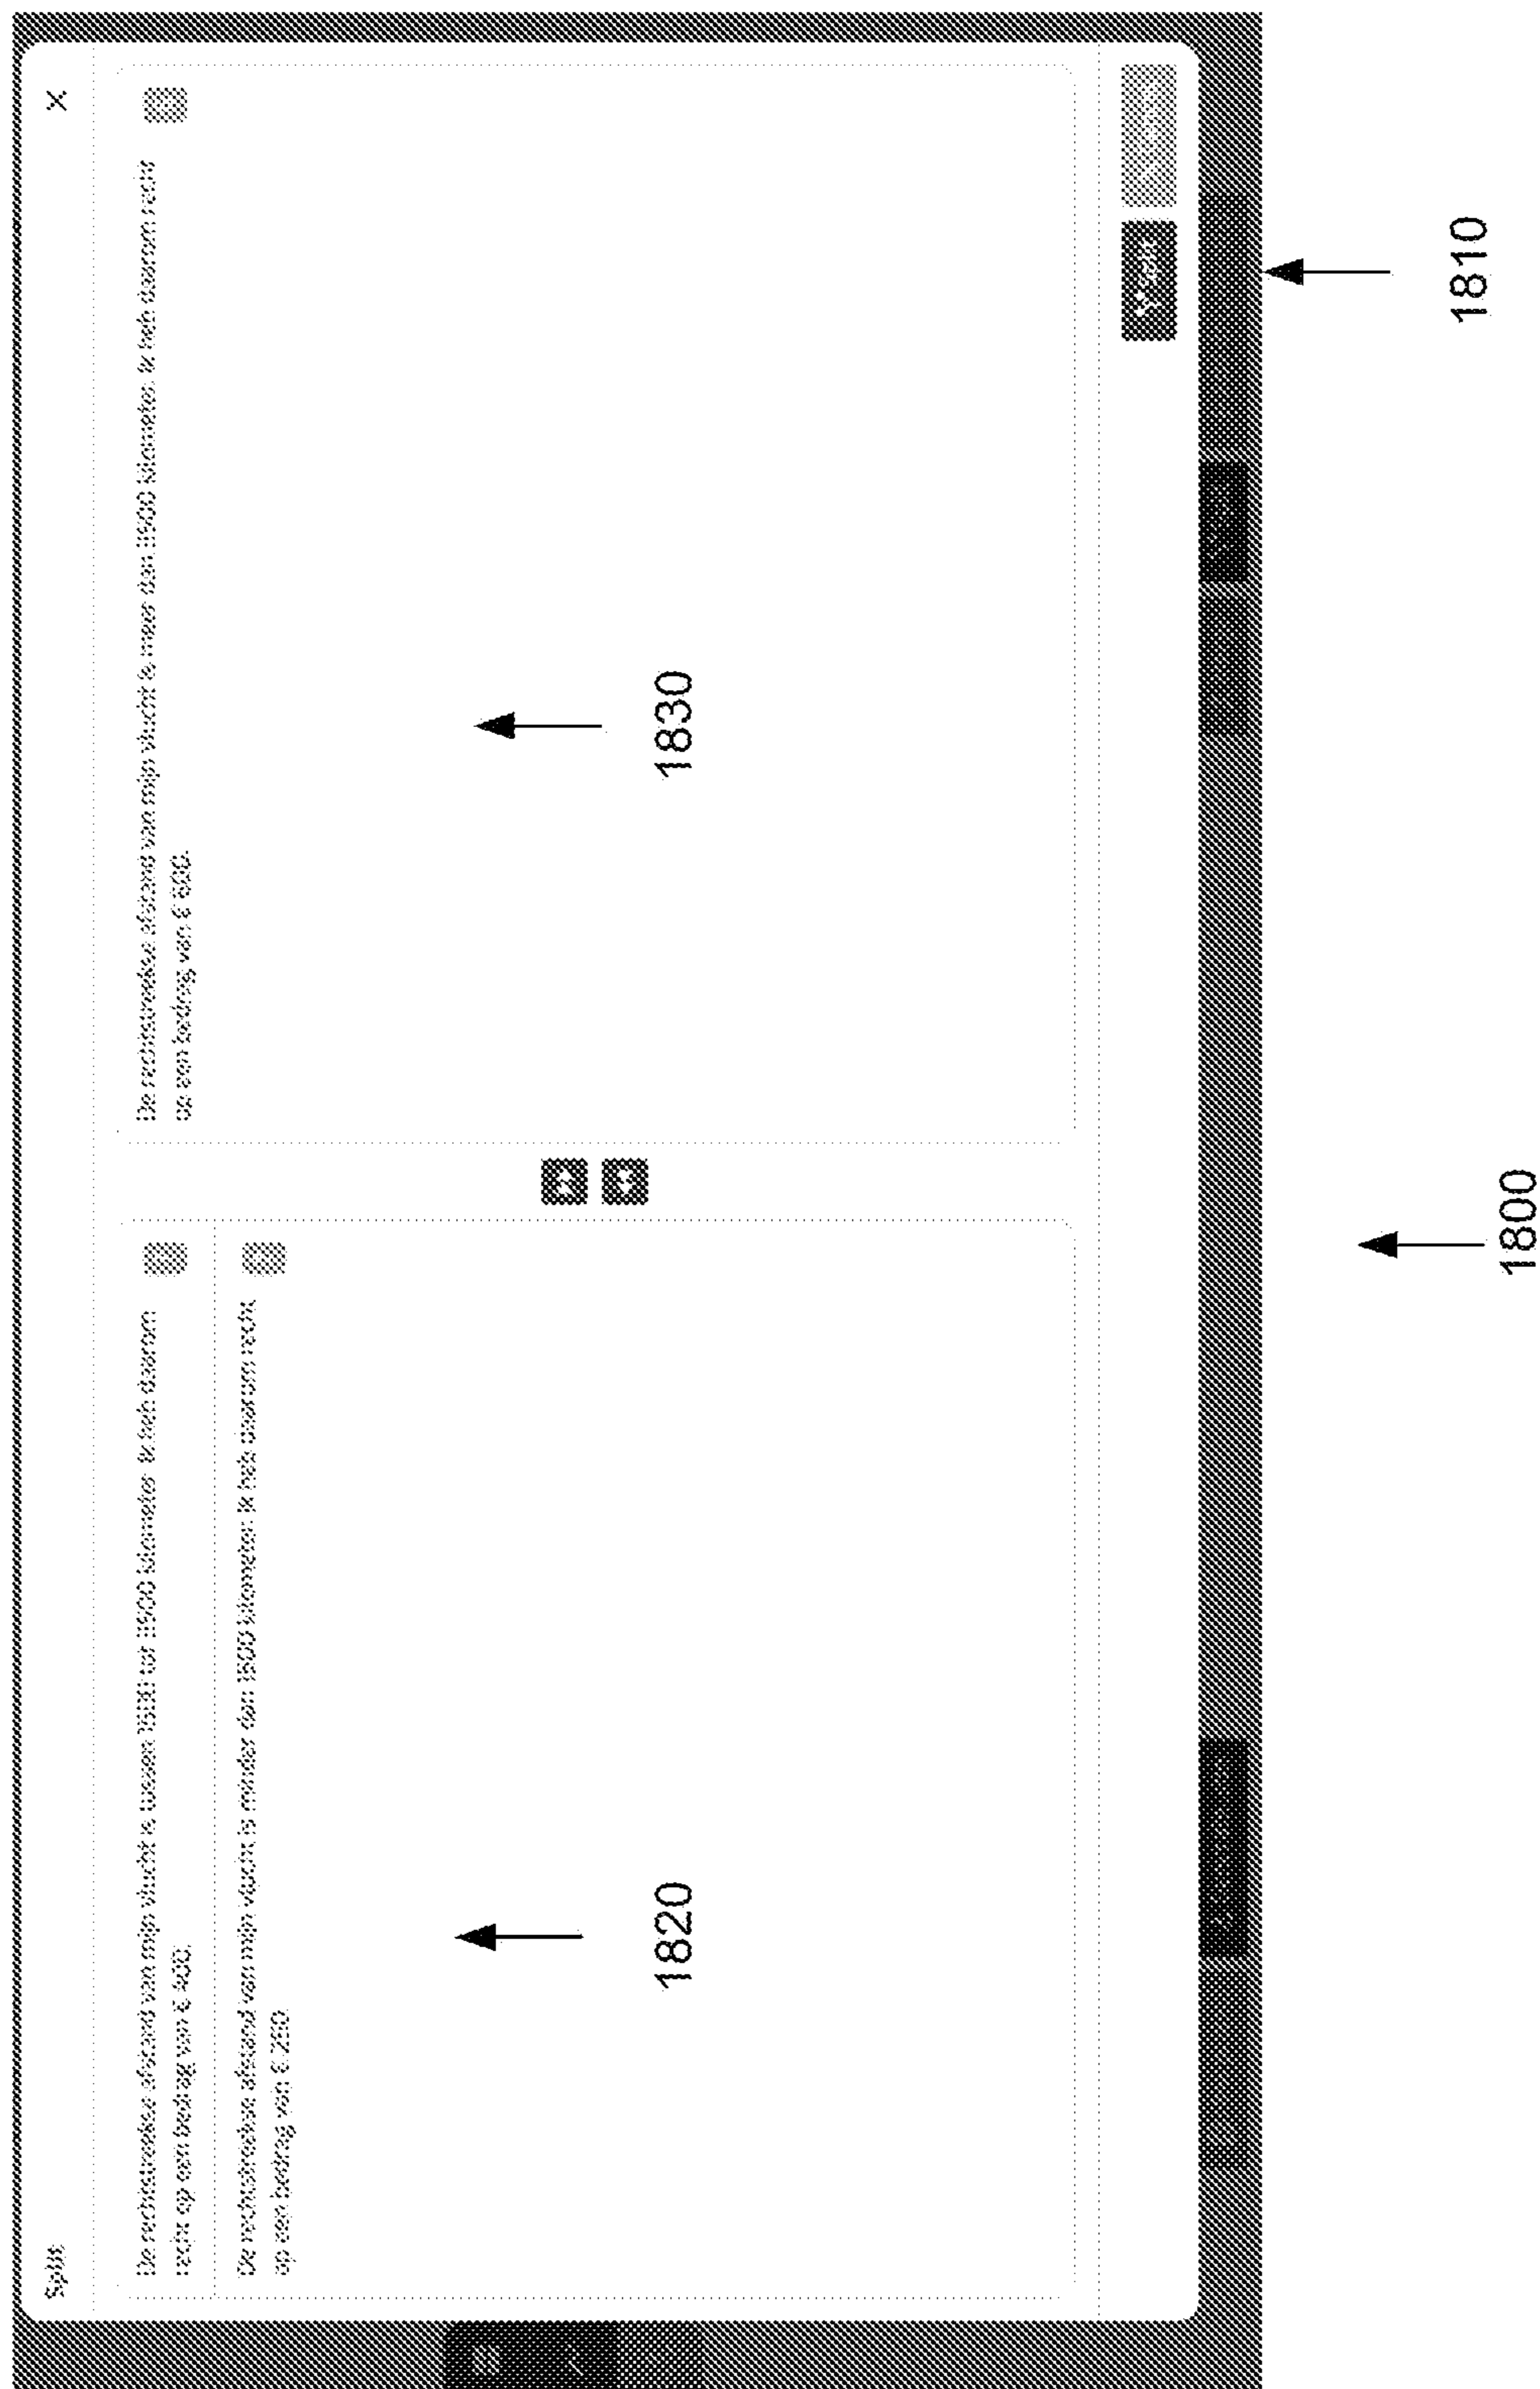 Split
De rechtstreekse afstand van mijn vlucht is tussen 1500 tot 3500 kilometer. Ik heb daarom
recht op een bedrag van € 400.
De rechtstreekse afstand van mijn vlucht is minder dan 1500 kilometer. Ik heb daarom recht
op een bedrag van € 250.
De rechtstreekse afstand van mijn vlucht is meer dan 3500 kilometer. Ik heb daarom recht
op een bedrag van € 600.
Split
1820
1830
1810
1800